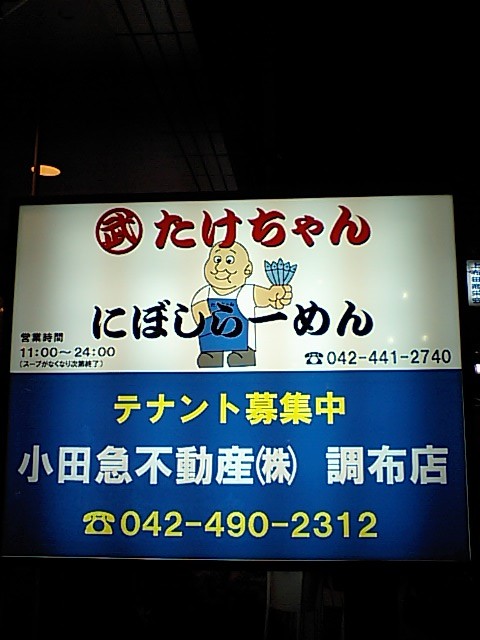 武 たけちゃん
にぼしらーめん
営業時間
11:00〜24:00
(スープがなくなり次第終了)
☎042-441-2740
テナント募集中
小田急不動産㈱ 調布店
☎042-490-2312